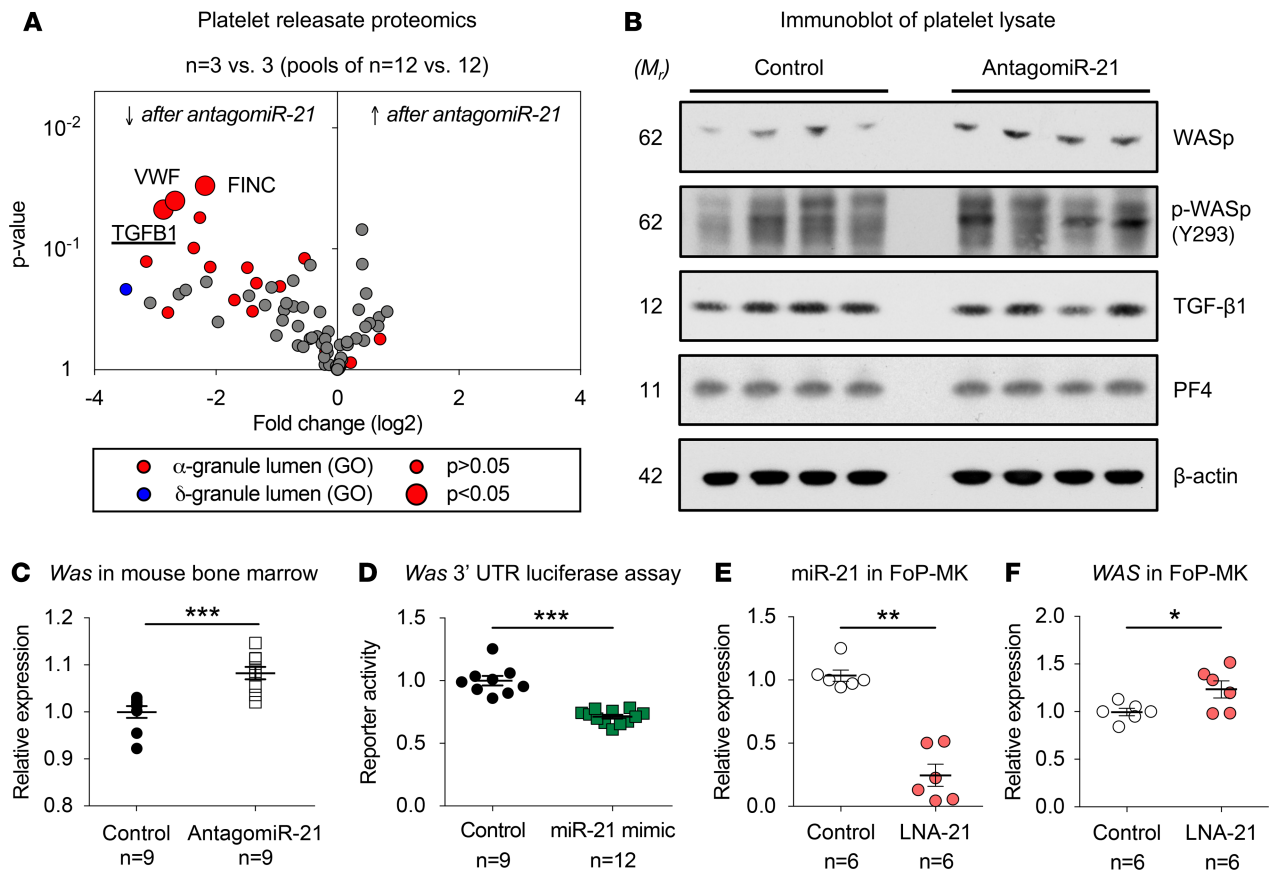 A
Platelet releasate proteomics
n=3 vs. 3 (pools of n=12 vs. 12)
↓ after antagomiR-21
↑ after antagomiR-21
p-value
10-2
10-1
1
VWF
FINC
TGFB1
-4
-2
0
2
4
Fold change (log2)
α-granule lumen (GO)
p>0.05
δ-granule lumen (GO)
p<0.05
B
Immunoblot of platelet lysate
(Mr)
Control
AntagomiR-21
62
WASp
62
p-WASp
(Y293)
12
TGF-β1
11
PF4
42
β-actin
C
Was in mouse bone marrow
Relative expression
1.2
1.1
1.0
0.9
0.8
***
Control
AntagomiR-21
n=9
n=9
D
Was 3’ UTR luciferase assay
Reporter activity
1.5
1.0
0.5
0.0
***
Control
miR-21 mimic
n=9
n=12
E
miR-21 in FoP-MK
Relative expression
1.5
1.0
0.5
0.0
**
Control
LNA-21
n=6
n=6
F
WAS in FoP-MK
Relative expression
2.0
1.5
1.0
0.5
0.0
*
Control
LNA-21
n=6
n=6